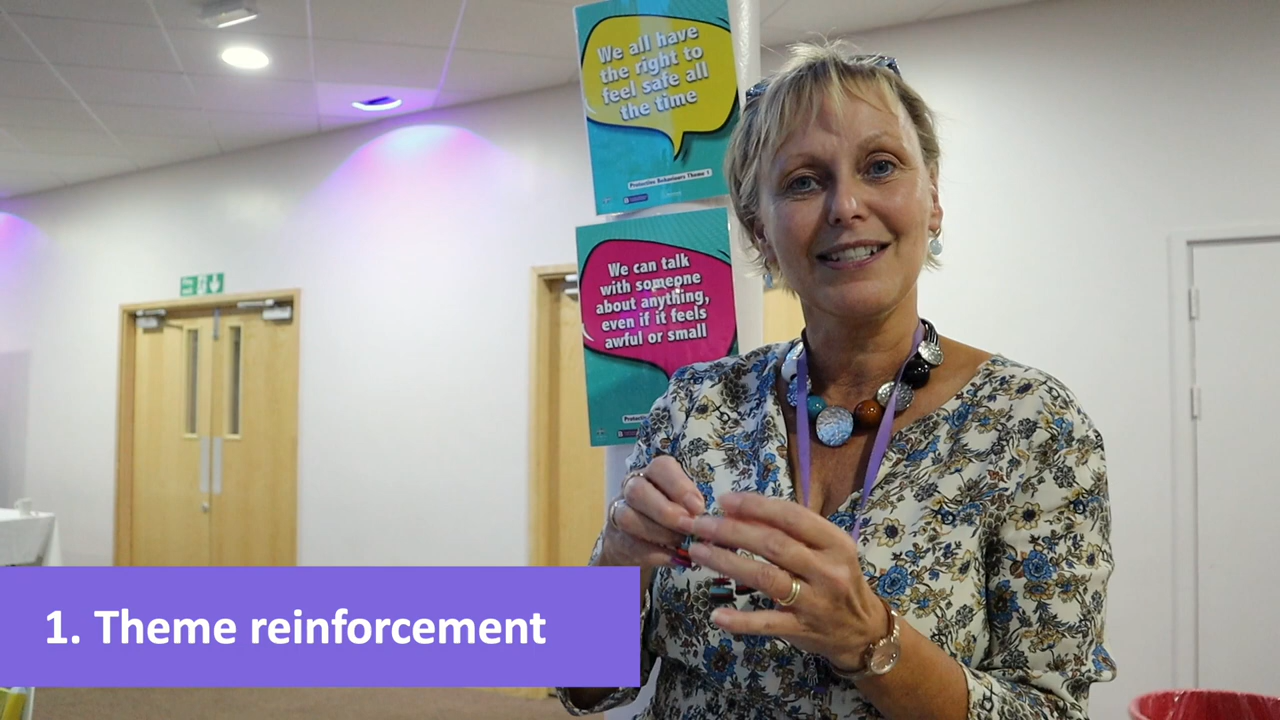 We all have
the right to
feel safe all
the time
Protective Behaviours Theme 1
We can talk
with someone
about anything,
even if it feels
awful or small
1. Theme reinforcement